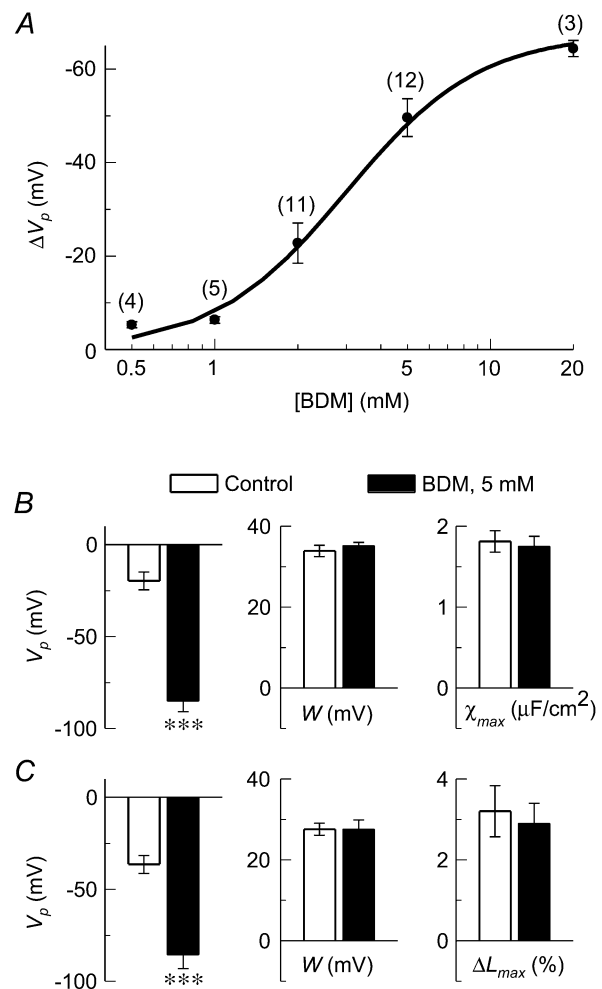 A
(3)
-60
(12)
-40
ΔVp (mV)
(11)
-20
(4)
(5)
0
0.5 1 2 5 10 20
[BDM] (mM)
Control BDM, 5 mM
B
0
-50
-100
Vp (mV)
***
40
20
0
W (mV)
2
1
0
χmax (μF/cm²)
C
0
-50
-100
Vp (mV)
***
40
20
0
W (mV)
4
2
0
ΔLmax (%)